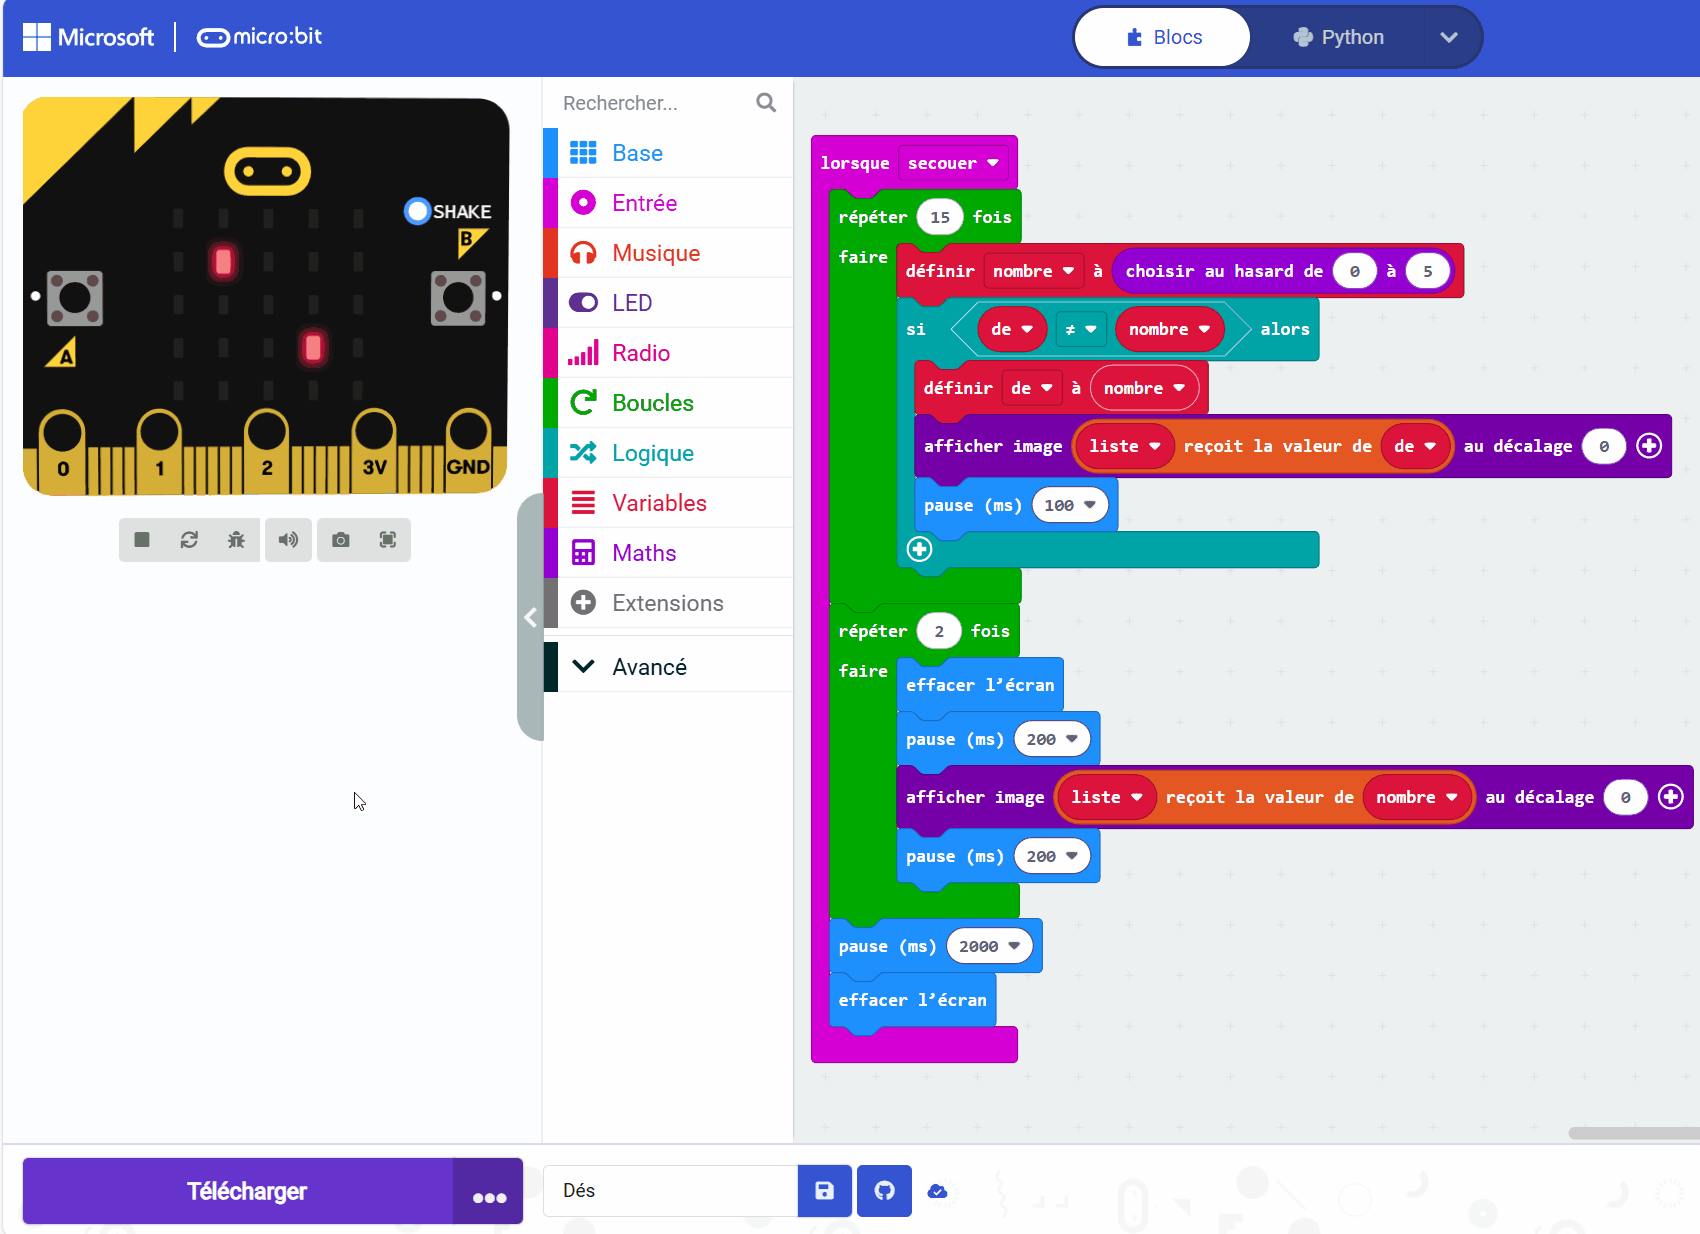 Microsoft micro:bit
Blocs Python
SHAKE
B
A
0 1 2 3V GND
Rechercher...
Base
Entrée
Musique
LED
Radio
Boucles
Logique
Variables
Maths
Extensions
Avancé
lorsque secouer
répéter 15 fois
faire définir nombre à choisir au hasard de 0 à 5
si de ≠ nombre alors
définir de à nombre
afficher image liste reçoit la valeur de de au décalage 0
pause (ms) 100
répéter 2 fois
faire effacer l'écran
pause (ms) 200
afficher image liste reçoit la valeur de nombre au décalage 0
pause (ms) 200
pause (ms) 2000
effacer l'écran
Télécharger
Dés